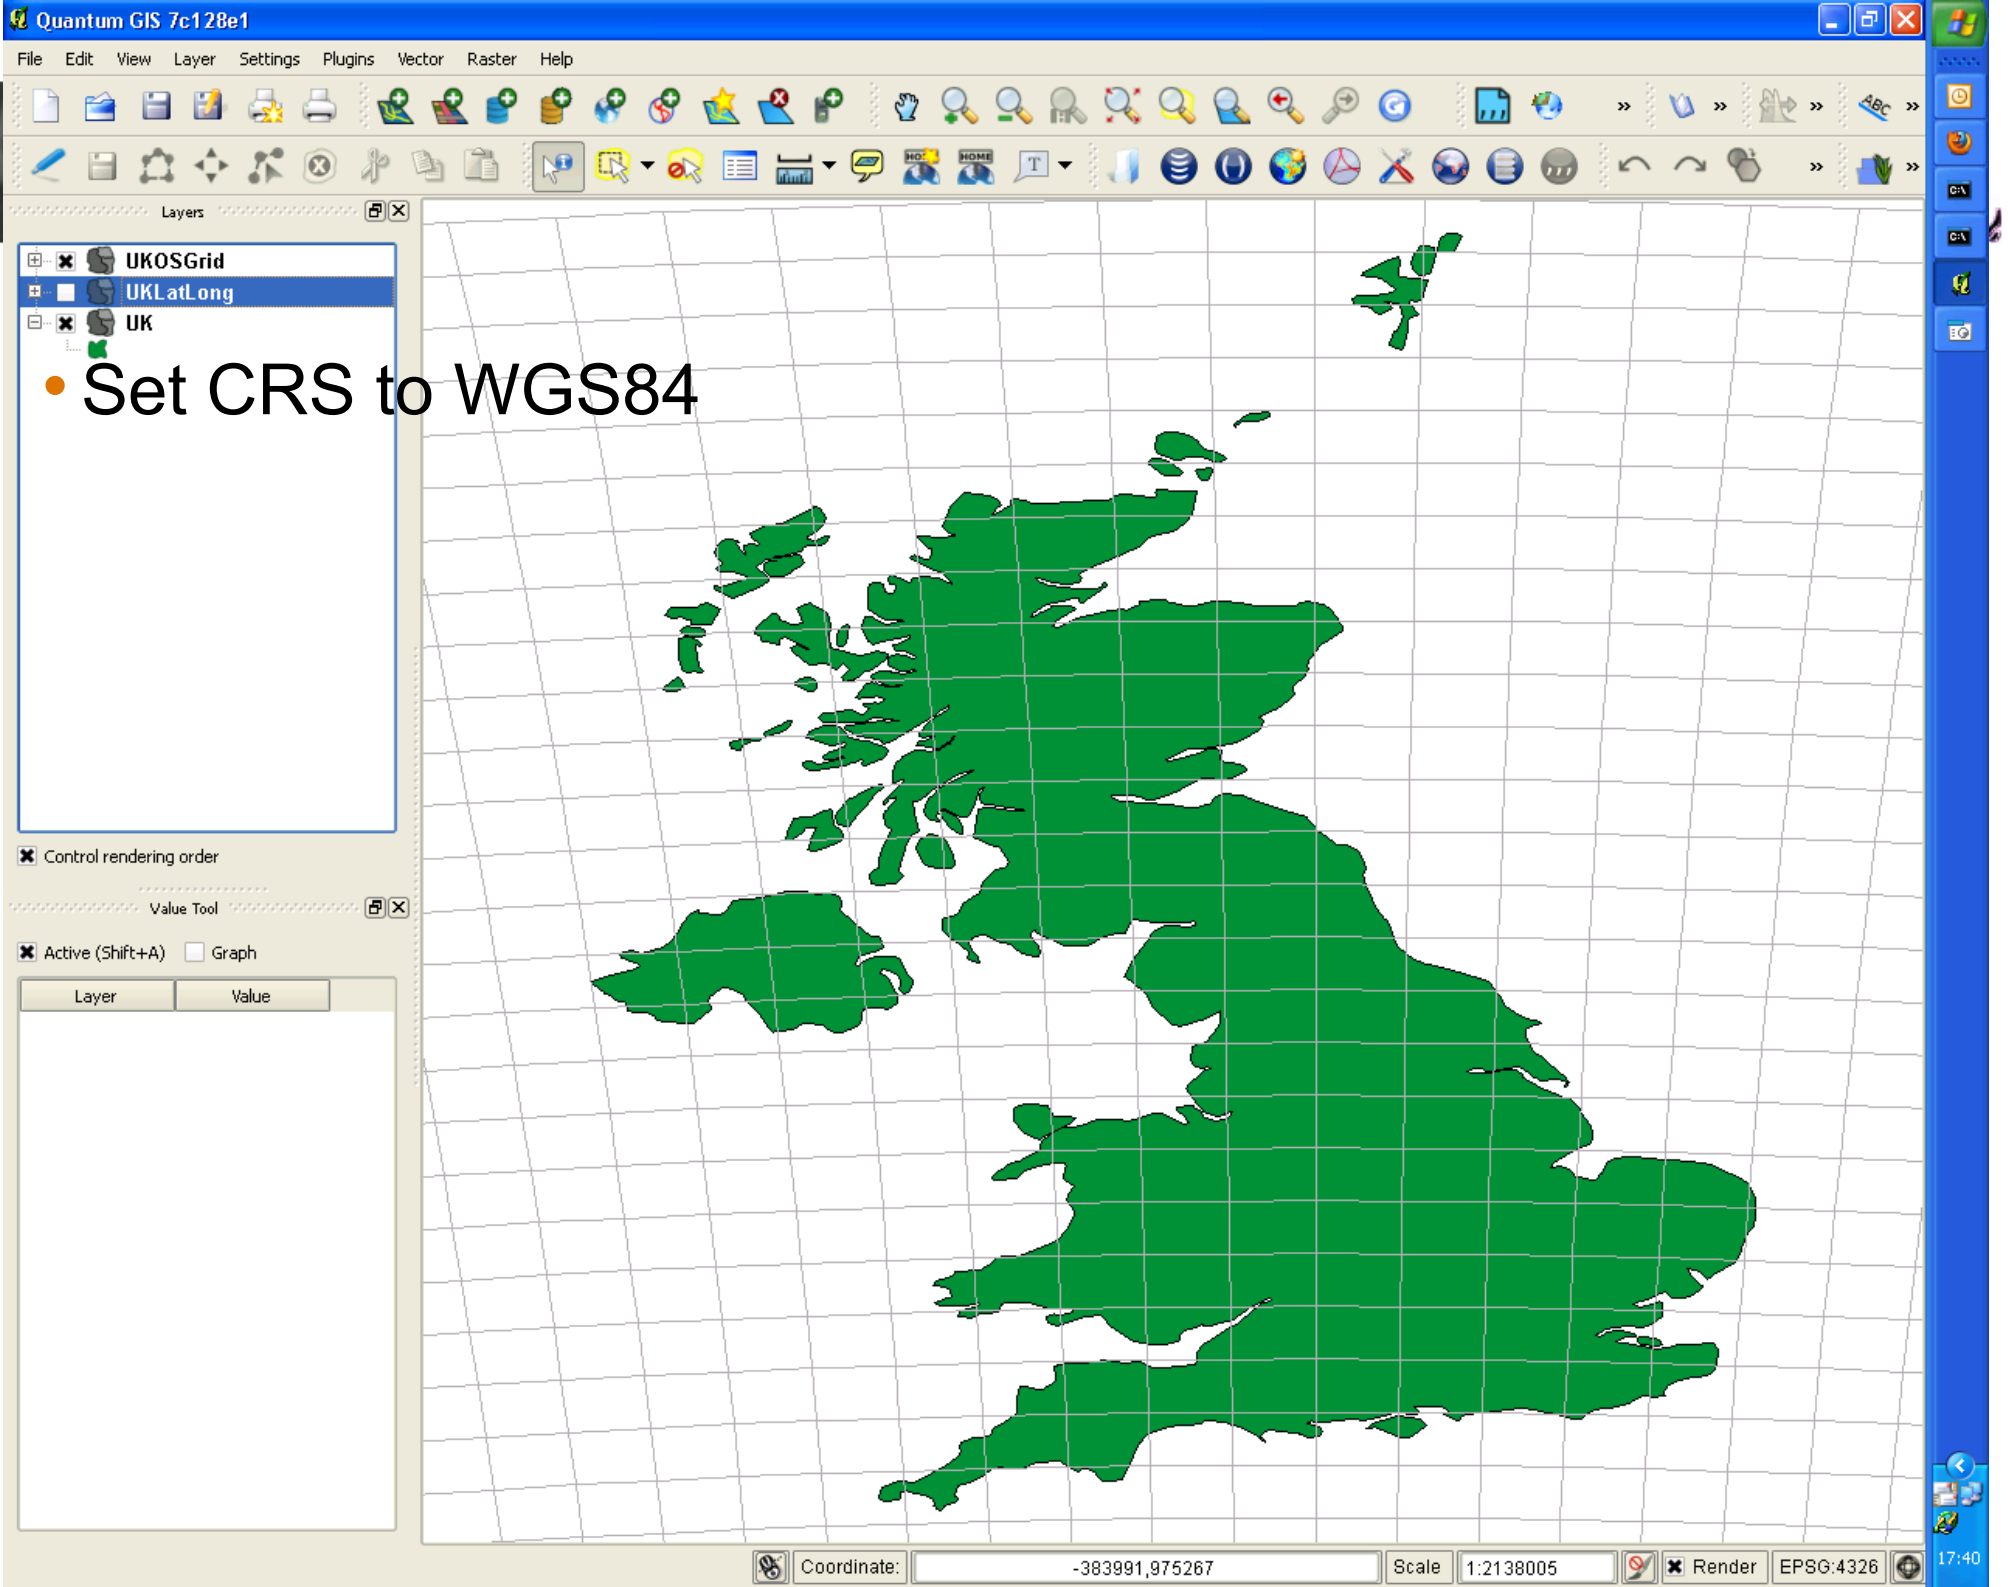 Quantum GIS 7c128e1
File Edit View Layer Settings Plugins Vector Raster Help
ABC
HOME
T
C:\
C:\
Layers
UKOSGrid
UKLatLong
UK
• Set CRS to WGS84
Control rendering order
Value Tool
Active (Shift+A) Graph
Layer Value
Coordinate: -383991,975267 Scale 1:2138005 Render EPSG:4326
17:40